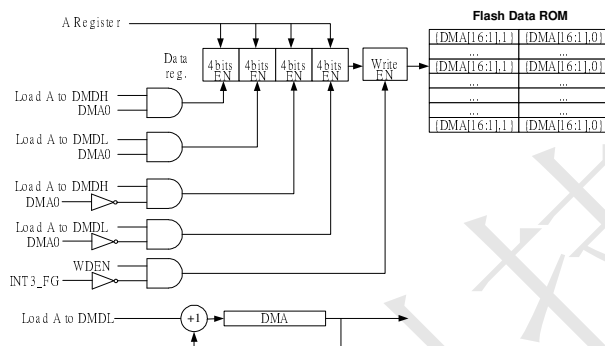 Flash Data ROM
A Register
{DMA[16:1],1} {DMA[16:1],0}
... ...
Data reg.
4bits EN 4bits EN 4bits EN 4bits EN
Write EN
{DMA[16:1],1} {DMA[16:1],0}
... ...
... ...
... ...
{DMA[16:1],1} {DMA[16:1],0}
Load A to DMDH
DMA0
Load A to DMDL
DMA0
Load A to DMDH
DMA0
Load A to DMDL
DMA0
WDEN
INT3_FG
Load A to DMDL
+1
DMA